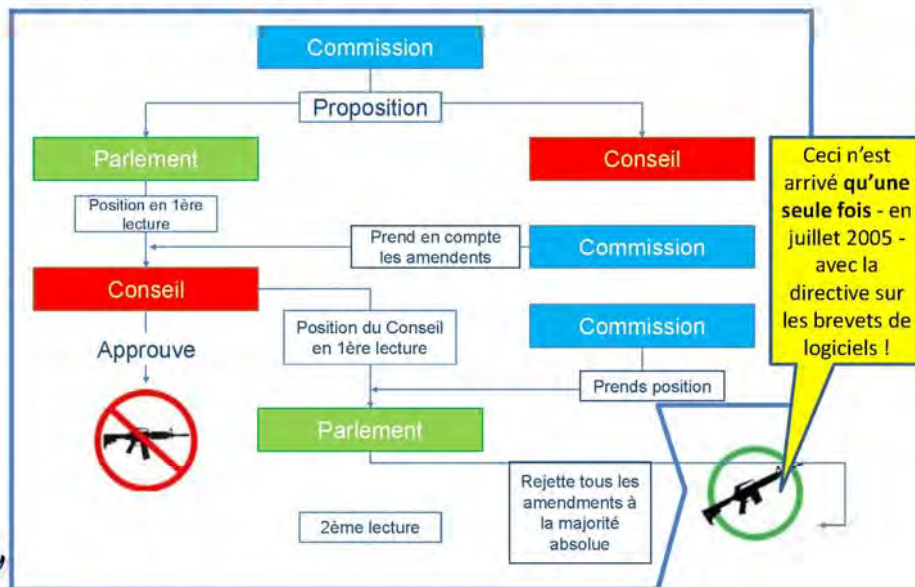 Commission
Proposition
Parlement
Conseil
Position en 1ère
lecture
Prend en compte
les amendents
Commission
Conseil
Approuve
Position du Conseil
en 1ère lecture
Commission
Prends position
Parlement
Rejette tous les
amendments à
la majorité
absolue
2ème lecture
Ceci n'est
arrivé qu'une
seule fois - en
juillet 2005 -
avec la
directive sur
les brevets de
logiciels !